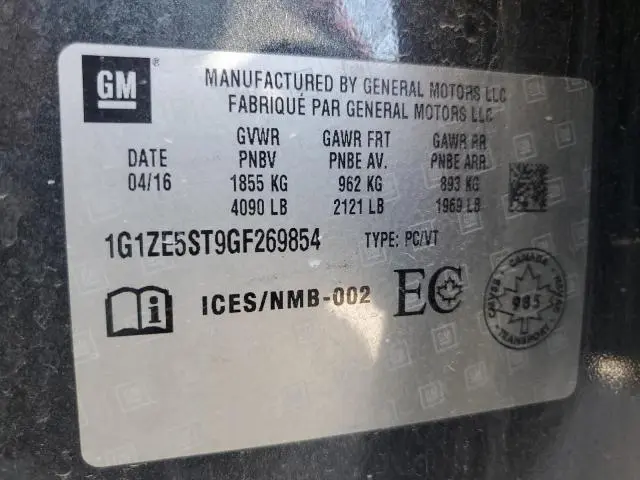 GM ®
MANUFACTURED BY GENERAL MOTORS LLC
FABRIQUÉ PAR GENERAL MOTORS LLC
GVWR GAWR FRT GAWR RR
DATE PNBV PNBE AV. PNBE ARR.
04/16 1855 KG 962 KG 893 KG
4090 LB 2121 LB 1969 LB
1G1ZE5ST9GF269854 TYPE: PC/VT
i ICES/NMB-002 EC
CANADA
985
TRANSPORT